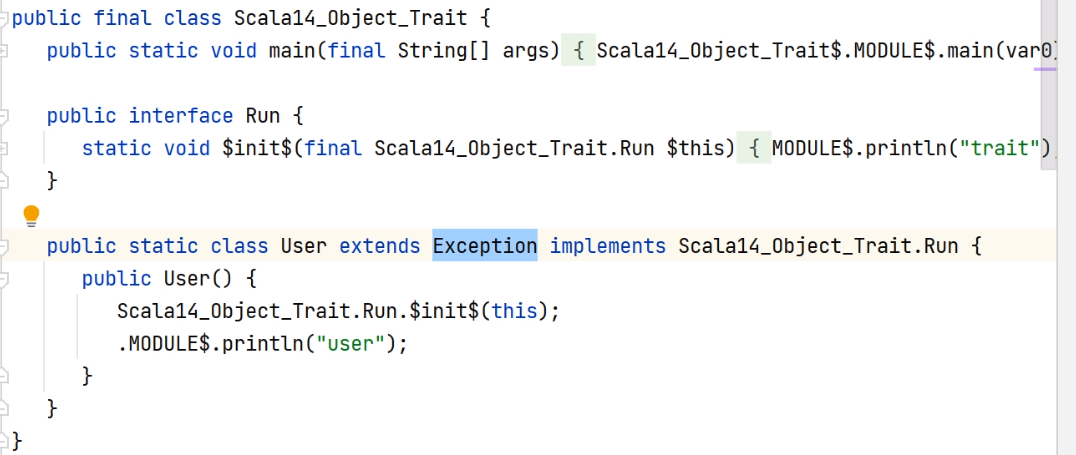 public final class Scala14_Object_Trait {
public static void main(final String[] args) { Scala14_Object_Trait$.MODULE$.main(var0)
public interface Run {
static void $init$(final Scala14_Object_Trait.Run $this) { MODULE$.println("trait")
}
public static class User extends Exception implements Scala14_Object_Trait.Run {
public User() {
Scala14_Object_Trait.Run.$init$(this);
.MODULE$.println("user");
}
}
}